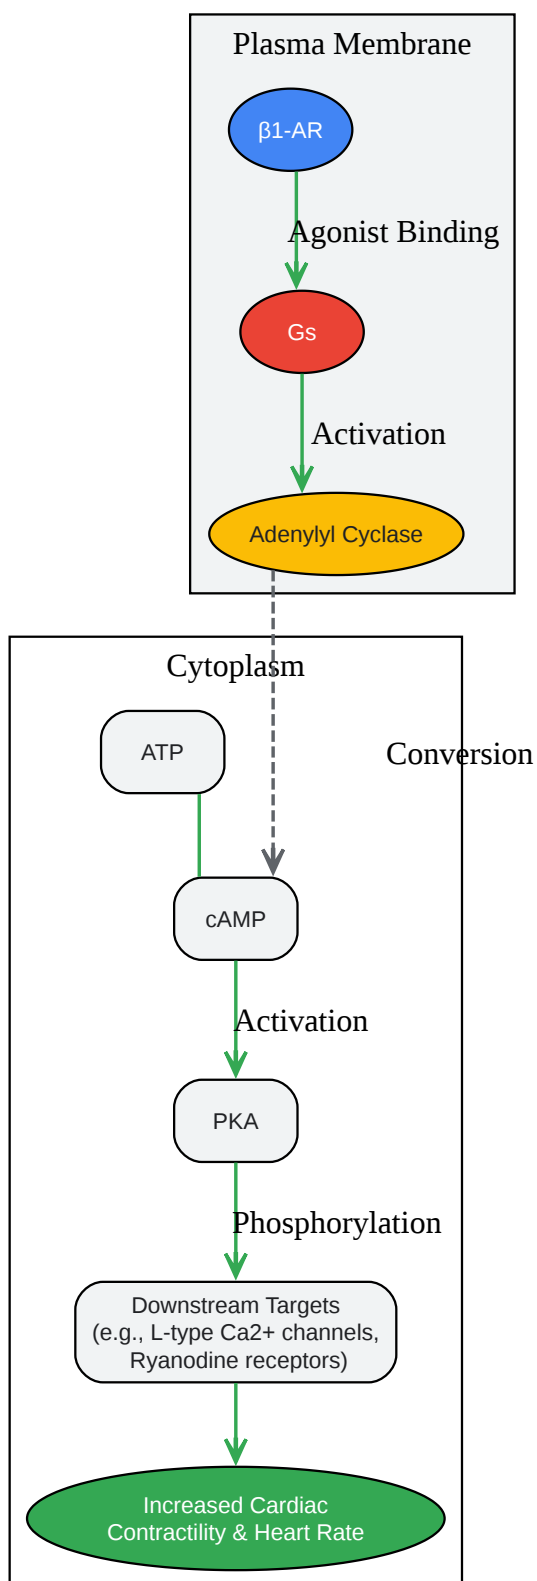 Plasma Membrane
β1-AR
Agonist Binding
Gs
Activation
Adenylyl Cyclase
Cytoplasm
ATP
Conversion
cAMP
Activation
PKA
Phosphorylation
Downstream Targets
(e.g., L-type Ca2+ channels,
Ryanodine receptors)
Increased Cardiac
Contractility & Heart Rate